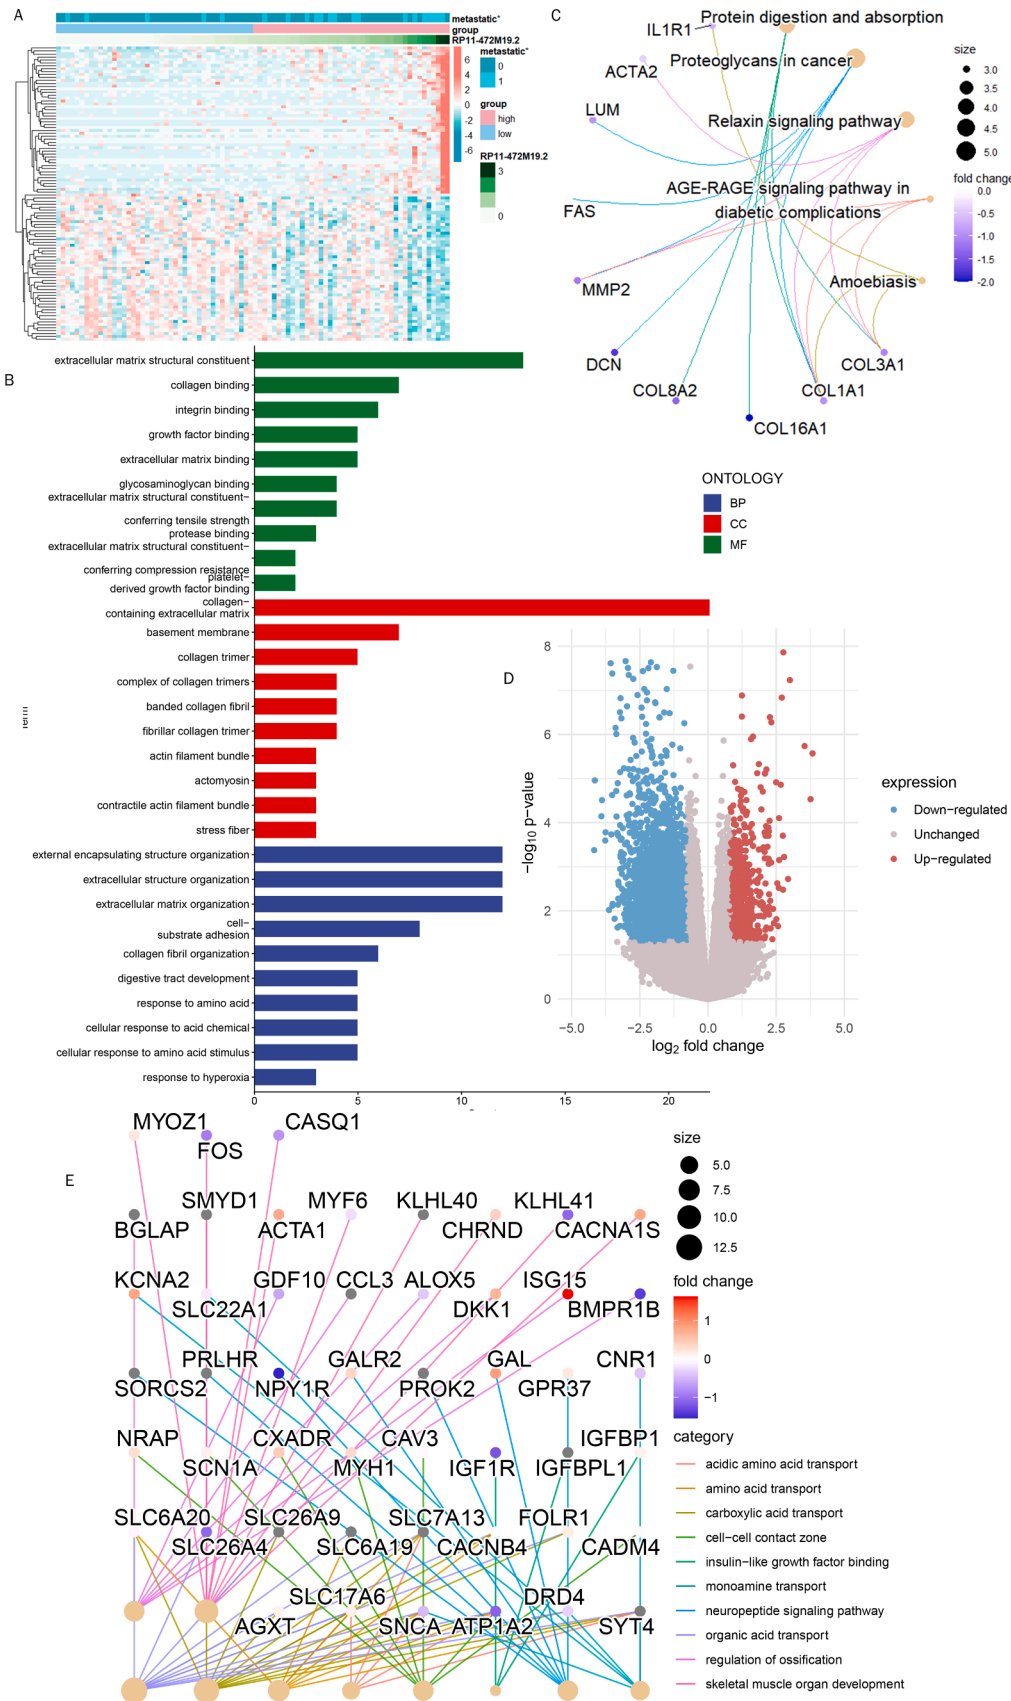 A
metastatic*
group
RP11-472M19.2
6
4
2
0
-2
-4
-6
metastatic*
0
1
group
high
low
RP11-472M19.2
3
0
C
Protein digestion and absorption
IL1R1
Proteoglycans in cancer
ACTA2
LUM
Relaxin signaling pathway
AGE-RAGE signaling pathway in
diabetic complications
FAS
Amoebiasis
MMP2
DCN
COL3A1
COL8A2
COL1A1
COL16A1
size
3.0
3.5
4.0
4.5
5.0
fold change
0.0
-0.5
-1.0
-1.5
-2.0
B
extracellular matrix structural constituent
collagen binding
integrin binding
growth factor binding
extracellular matrix binding
glycosaminoglycan binding
extracellular matrix structural constituent-
conferring tensile strength
protease binding
extracellular matrix structural constituent-
conferring compression resistance
platelet-
derived growth factor binding
collagen-
containing extracellular matrix
basement membrane
collagen trimer
complex of collagen trimers
banded collagen fibril
fibrillar collagen trimer
actin filament bundle
actomyosin
contractile actin filament bundle
stress fiber
external encapsulating structure organization
extracellular structure organization
extracellular matrix organization
cell-
substrate adhesion
collagen fibril organization
digestive tract development
response to amino acid
cellular response to acid chemical
cellular response to amino acid stimulus
response to hyperoxia
0
5
10
15
20
ONTOLOGY
BP
CC
MF
D
8
6
4
2
0
-log10 p-value
-5.0
-2.5
0.0
2.5
5.0
log2 fold change
expression
Down-regulated
Unchanged
Up-regulated
E
MYOZ1
CASQ1
FOS
SMYD1
MYF6
KLHL40
KLHL41
BGLAP
ACTA1
CHRND
CACNA1S
KCNA2
GDF10
CCL3
ALOX5
ISG15
SLC22A1
DKK1
BMPR1B
PRLHR
GALR2
GAL
CNR1
SORCS2
NPY1R
PROK2
GPR37
NRAP
CXADR
CAV3
IGFBP1
SCN1A
MYH1
IGF1R
IGFBPL1
SLC6A20
SLC26A9
SLC7A13
FOLR1
SLC26A4
SLC6A19
CACNB4
CADM4
SLC17A6
DRD4
AGXT
SNCA
ATP1A2
SYT4
size
5.0
7.5
10.0
12.5
fold change
1
0
-1
category
acidic amino acid transport
amino acid transport
carboxylic acid transport
cell-cell contact zone
insulin-like growth factor binding
monoamine transport
neuropeptide signaling pathway
organic acid transport
regulation of ossification
skeletal muscle organ development